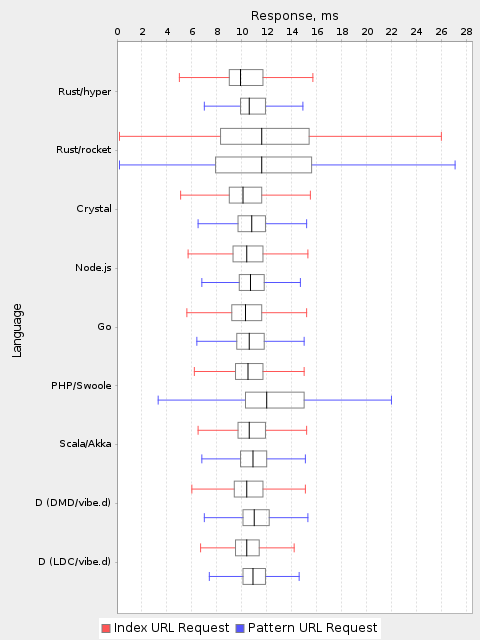 Response, ms
0 2 4 6 8 10 12 14 16 18 20 22 24 26 28
Language
Rust/hyper
Rust/rocket
Crystal
Node.js
Go
PHP/Swoole
Scala/Akka
D (DMD/vibe.d)
D (LDC/vibe.d)
Index URL Request Pattern URL Request